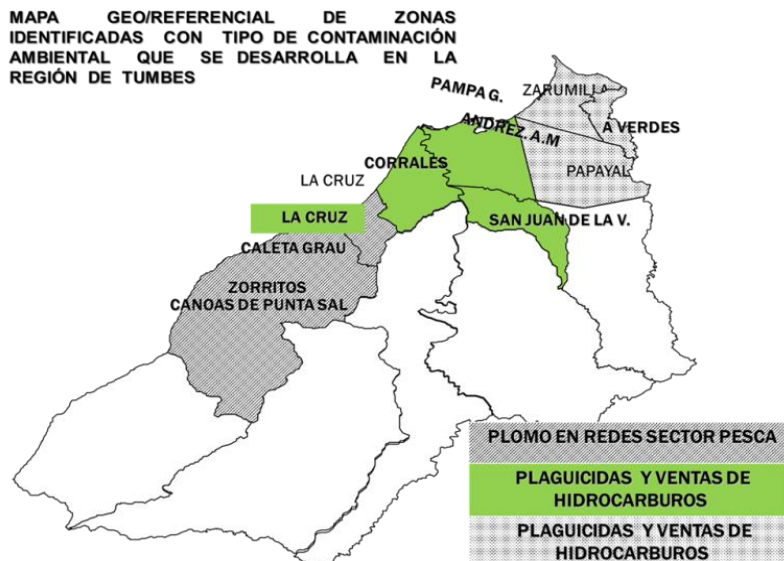 MAPA GEO/REFERENCIAL DE ZONAS
IDENTIFICADAS CON TIPO DE CONTAMINACIÓN
AMBIENTAL QUE SE DESARROLLA EN LA
REGIÓN DE TUMBES
PAMPA G.
ZARUMILLA
ANDREZ. A.M
A VERDES
CORRALES
PAPAYAL
LA CRUZ
LA CRUZ
SAN JUAN DE LA V.
CALETA GRAU
ZORRITOS
CANOAS DE PUNTA SAL
PLOMO EN REDES SECTOR PESCA
PLAGUICIDAS Y VENTAS DE
HIDROCARBUROS
PLAGUICIDAS Y VENTAS DE
HIDROCARBUROS